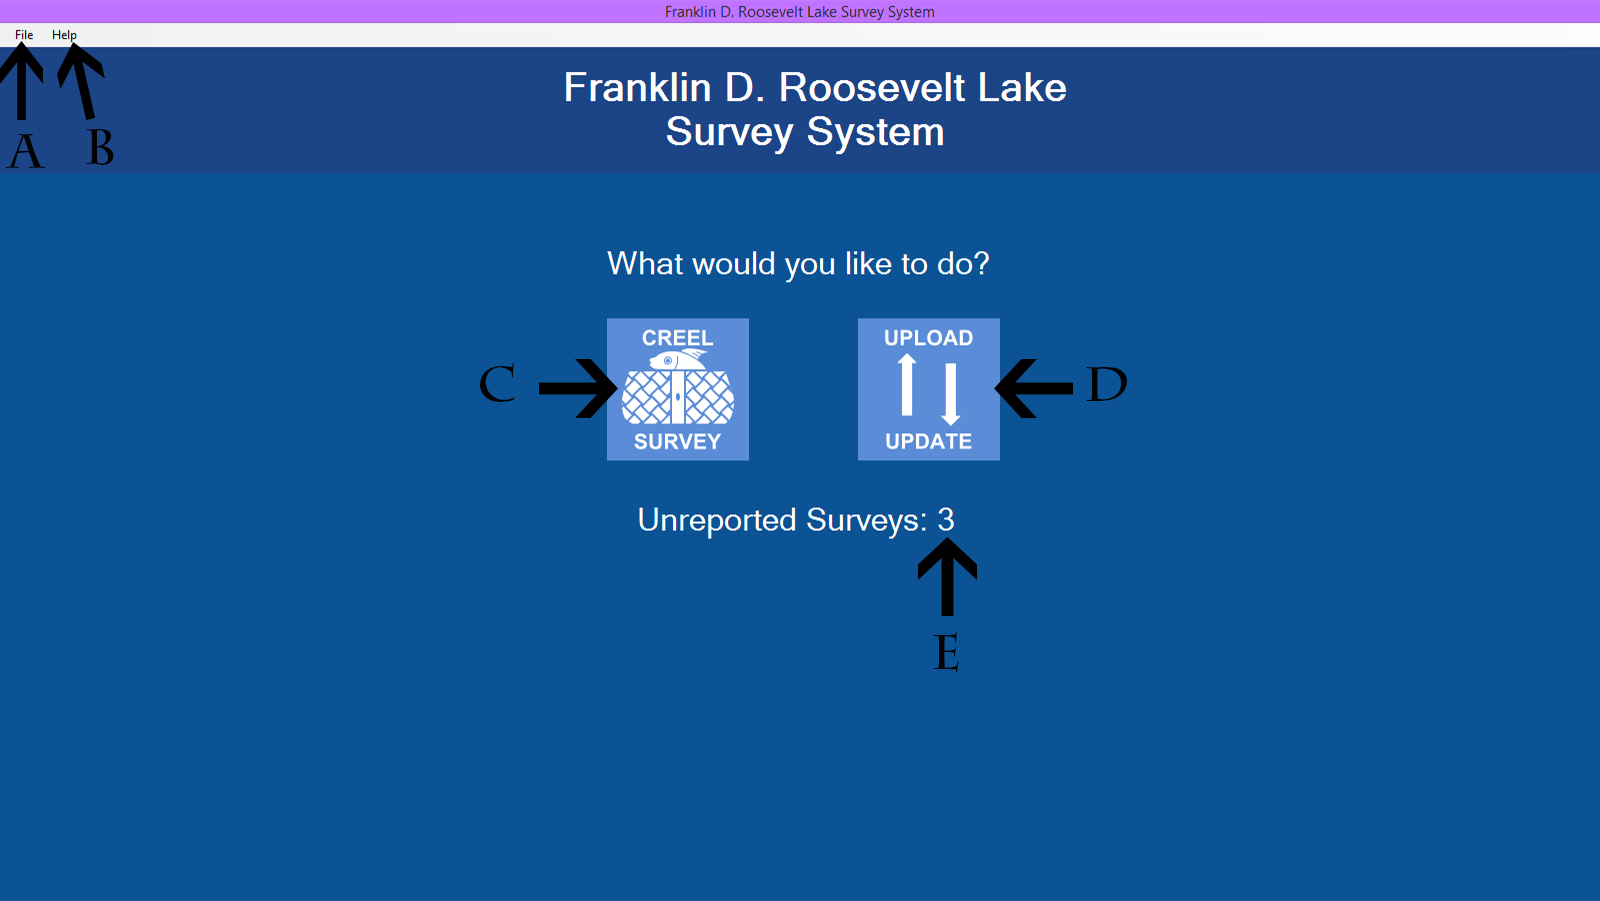 Franklin D. Roosevelt Lake Survey System
File Help
A B
Franklin D. Roosevelt Lake
Survey System
What would you like to do?
CREEL
SURVEY
UPLOAD
UPDATE
C
D
Unreported Surveys: 3
E